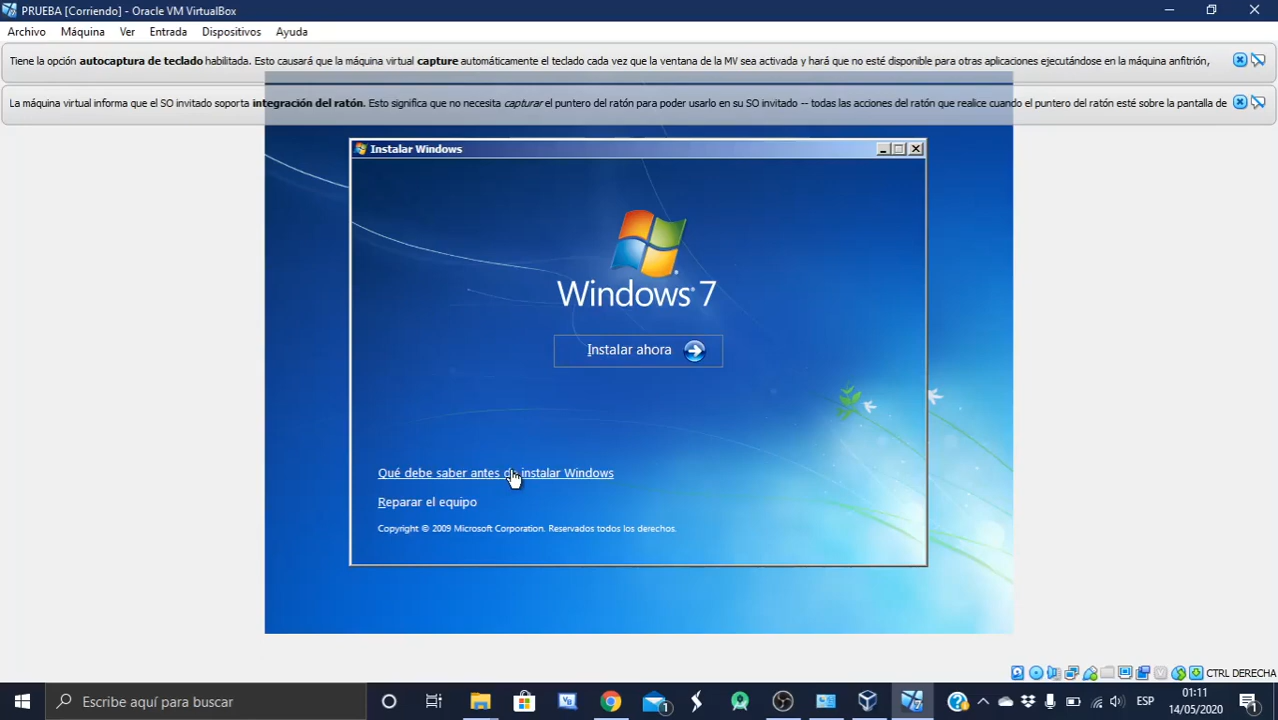 PRUEBA [Corriendo] - Oracle VM VirtualBox
Archivo Máquina Ver Entrada Dispositivos Ayuda
Tiene la opción autocaptura de teclado habilitada. Esto causará que la máquina virtual capture automáticamente el teclado cada vez que la ventana de la MV sea activada y hará que no esté disponible para otras aplicaciones ejecutándose en la máquina anfitrión,
La máquina virtual informa que el SO invitado soporta integración del ratón. Esto significa que no necesita capturar el puntero del ratón para poder usarlo en su SO invitado -- todas las acciones del ratón que realice cuando el puntero del ratón esté sobre la pantalla de
Instalar Windows
Windows 7
Instalar ahora
Qué debe saber antes de instalar Windows
Reparar el equipo
Copyright © 2009 Microsoft Corporation. Reservados todos los derechos.
CTRL DERECHA
Escribe aquí para buscar
ESP
01:11
14/05/2020